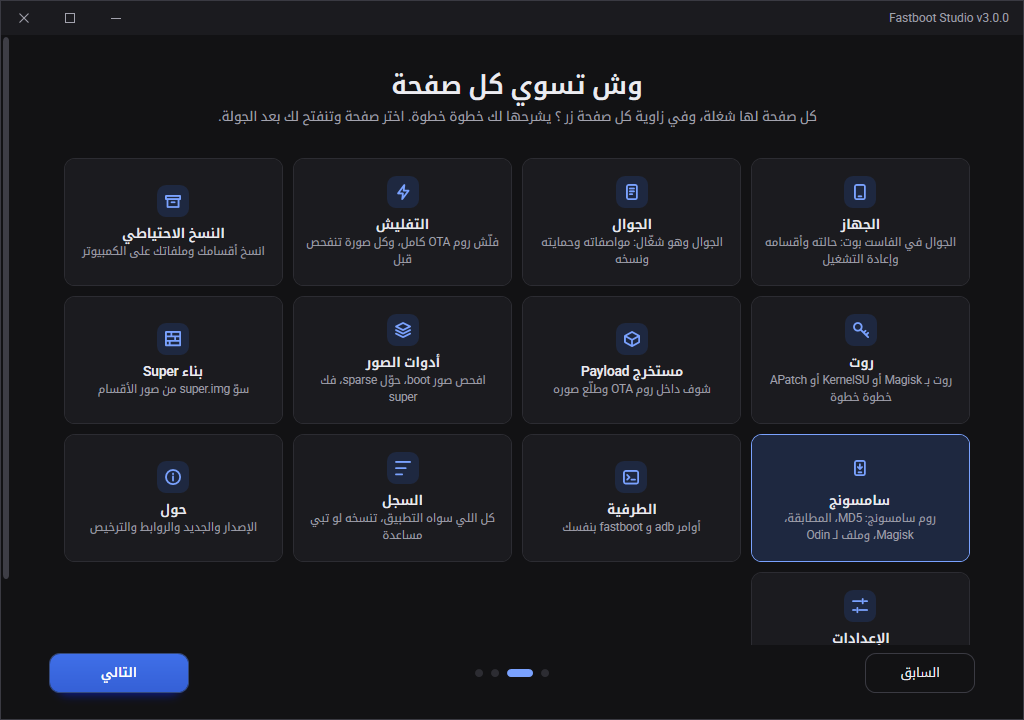 Fastboot Studio v3.0.0
وش تسوي كل صفحة
كل صفحة لها شغلة، وفي زاوية كل صفحة زر ؟ يشرحها لك خطوة خطوة. اختر صفحة وتنفتح لك بعد الجولة.
الجهاز
الجوال في الفاست بوت: حالته وأقسامه
وإعادة التشغيل
الجوال
الجوال وهو شغّال: مواصفاته وحمايته
ونسخه
التفليش
فلّش روم OTA كامل، وكل صورة تنفحص
قبل
النسخ الاحتياطي
انسخ أقسامك وملفاتك على الكمبيوتر
روت
روت بـ Magisk أو KernelSU أو APatch
خطوة خطوة
مستخرج Payload
شوف داخل روم OTA وطلّع صوره
أدوات الصور
افحص صور boot، حوّل sparse، فك
super
بناء Super
سوّ super.img من صور الأقسام
سامسونج
روم سامسونج: MD5، المطابقة،
Magisk، وملف لـ Odin
الطرفية
أوامر adb و fastboot بنفسك
السجل
كل اللي سواه التطبيق، تنسخه لو تبي
مساعدة
حول
الإصدار والجديد والروابط والترخيص
الإعدادات
السابق
التالي